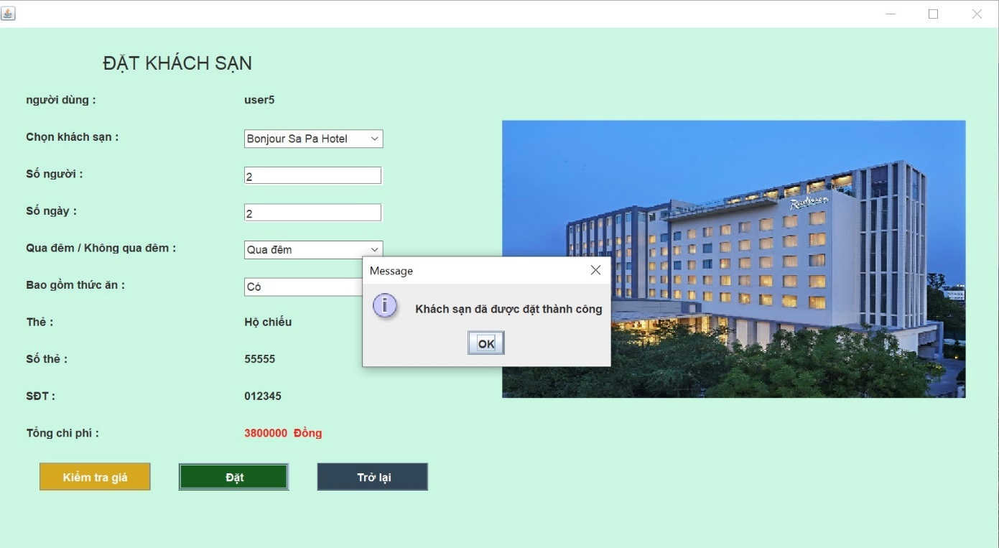 ĐẶT KHÁCH SẠN
người dùng : user5
Chọn khách sạn : Bonjour Sa Pa Hotel
Số người : 2
Số ngày : 2
Qua đêm / Không qua đêm : Qua đêm
Bao gồm thức ăn : Có
Message
Khách sạn đã được đặt thành công
OK
Thẻ : Hộ chiếu
Số thẻ : 55555
SĐT : 012345
Tổng chi phí : 3800000 Đồng
Kiểm tra giá Đặt Trở lại
Radisson